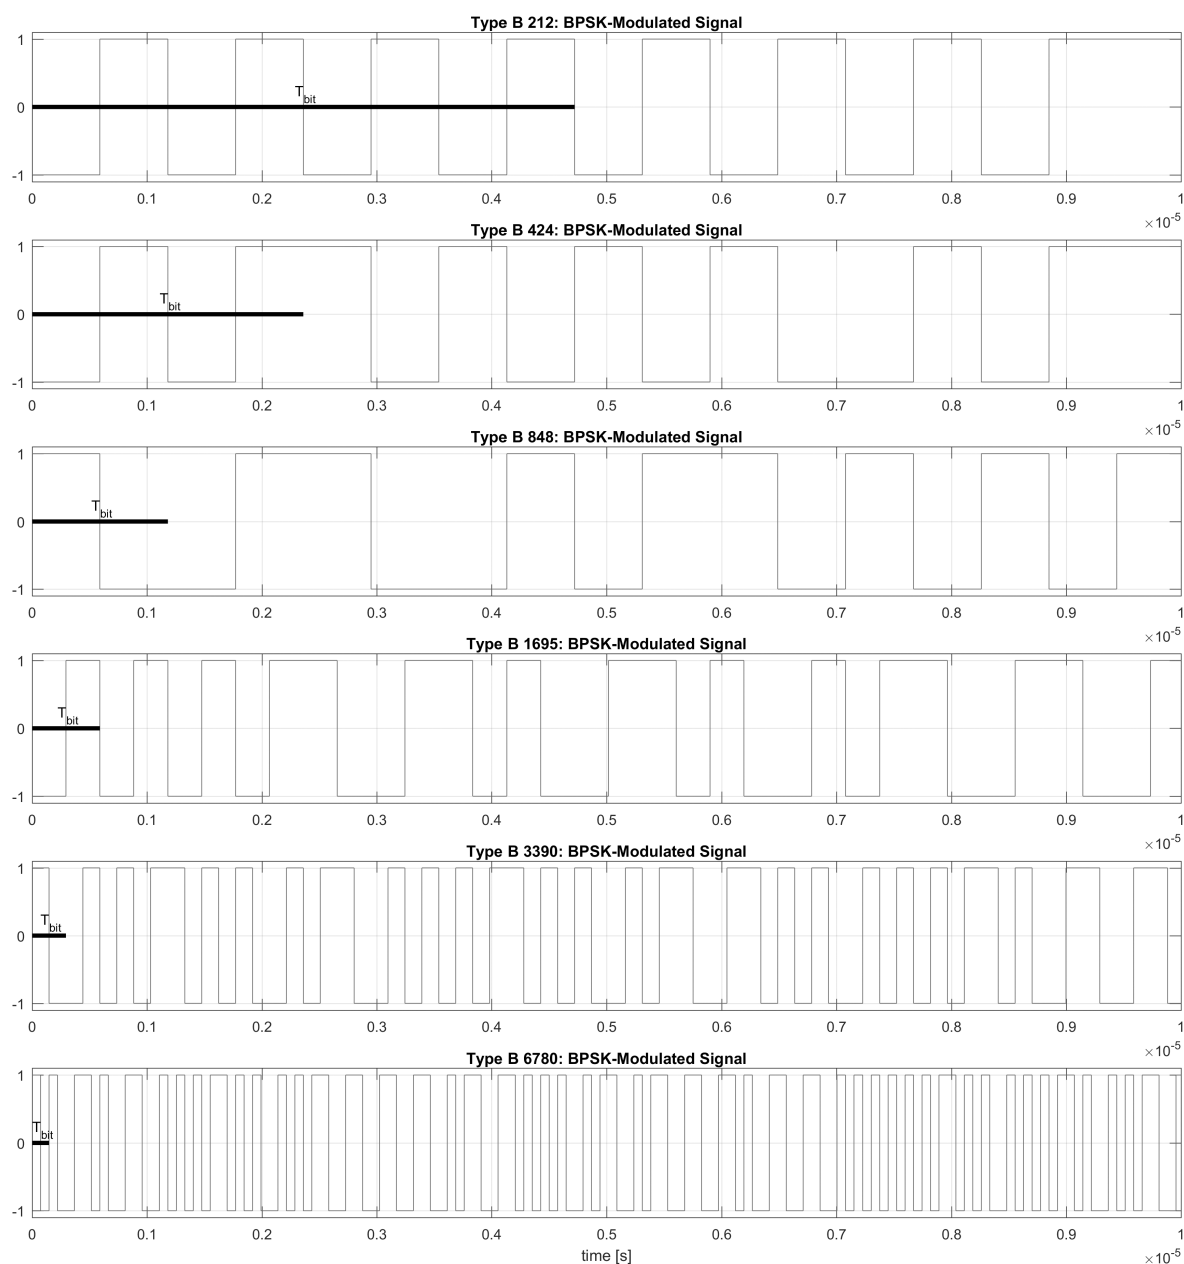 Type B 212: BPSK-Modulated Signal
1
T_bit
0
-1
0 0.1 0.2 0.3 0.4 0.5 0.6 0.7 0.8 0.9 1
×10^-5
Type B 424: BPSK-Modulated Signal
1
T_bit
0
-1
0 0.1 0.2 0.3 0.4 0.5 0.6 0.7 0.8 0.9 1
×10^-5
Type B 848: BPSK-Modulated Signal
1
T_bit
0
-1
0 0.1 0.2 0.3 0.4 0.5 0.6 0.7 0.8 0.9 1
×10^-5
Type B 1695: BPSK-Modulated Signal
1
T_bit
0
-1
0 0.1 0.2 0.3 0.4 0.5 0.6 0.7 0.8 0.9 1
×10^-5
Type B 3390: BPSK-Modulated Signal
1
T_bit
0
-1
0 0.1 0.2 0.3 0.4 0.5 0.6 0.7 0.8 0.9 1
×10^-5
Type B 6780: BPSK-Modulated Signal
1
T_bit
0
-1
0 0.1 0.2 0.3 0.4 0.5 0.6 0.7 0.8 0.9 1
time [s]
×10^-5